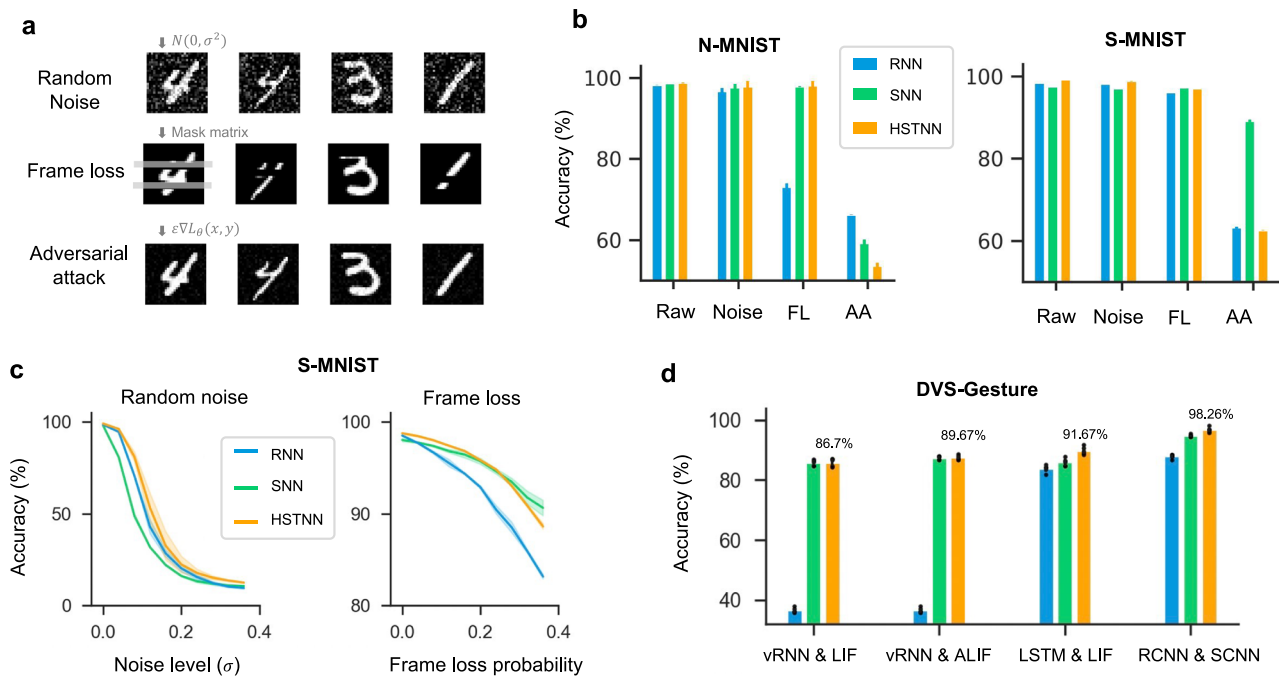 a
N(0, σ²)
Random
Noise
Mask matrix
Frame loss
ε∇L_θ(x, y)
Adversarial
attack
b
N-MNIST
S-MNIST
RNN
SNN
HSTNN
Accuracy (%)
100
80
60
Raw
Noise
FL
AA
100
80
60
Raw
Noise
FL
AA
c
S-MNIST
Random noise
Frame loss
RNN
SNN
HSTNN
Accuracy (%)
100
50
0
0.0
0.2
0.4
Noise level (σ)
100
90
80
0.0
0.2
0.4
Frame loss probability
d
DVS-Gesture
Accuracy (%)
100
80
60
40
86.7%
89.67%
91.67%
98.26%
vRNN & LIF
vRNN & ALIF
LSTM & LIF
RCNN & SCNN